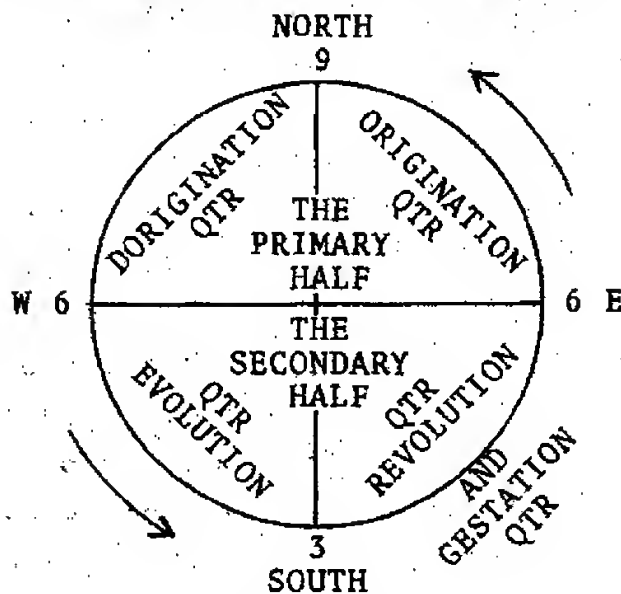 NORTH
9
DORIGINATION
QTR
ORIGINATION
QTR
THE
PRIMARY
HALF
W 6
6 E
THE
SECONDARY
HALF
QTR
EVOLUTION
QTR
REVOLUTION
AND
GESTATION
QTR
3
SOUTH